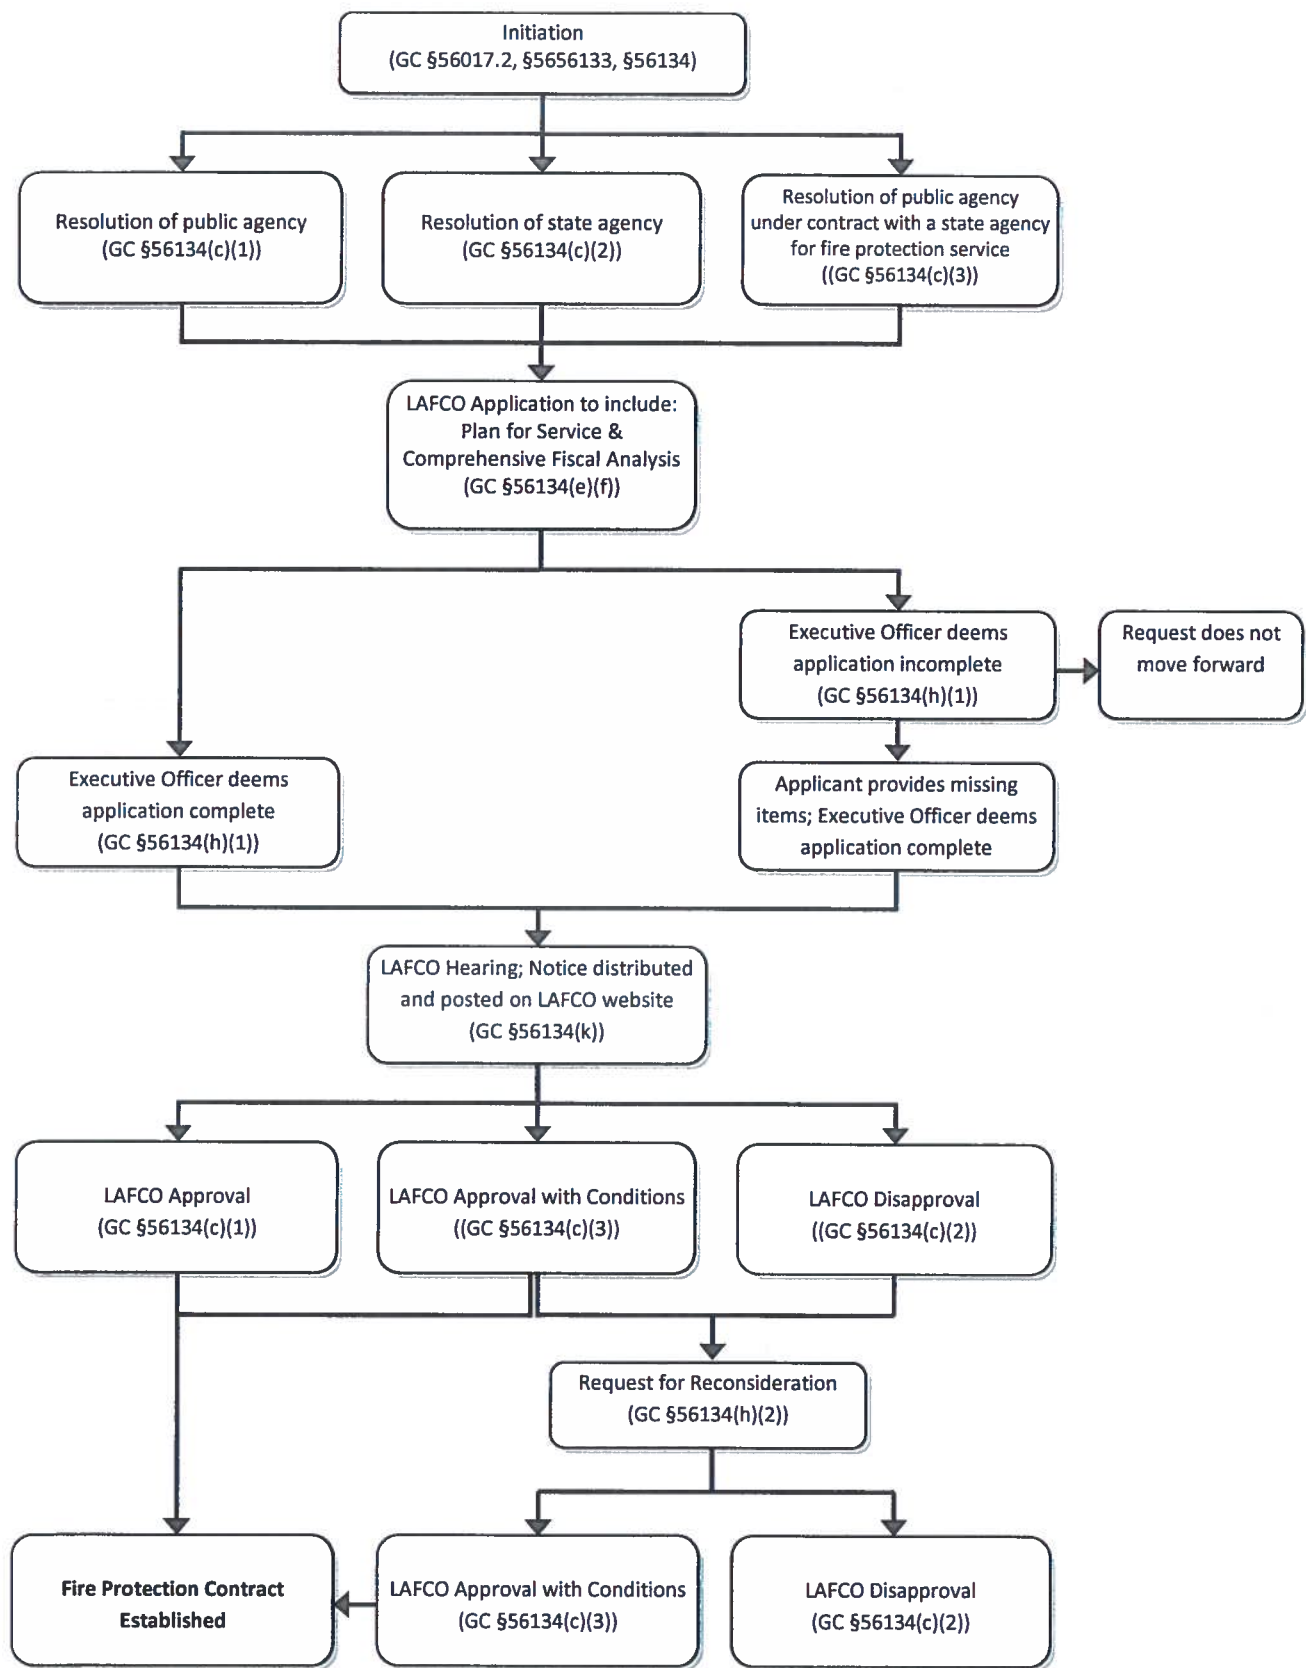 Initiation
(GC §56017.2, §5656133, §56134)
Resolution of public agency
(GC §56134(c)(1))
Resolution of state agency
(GC §56134(c)(2))
Resolution of public agency
under contract with a state agency
for fire protection service
((GC §56134(c)(3))
LAFCO Application to include:
Plan for Service &
Comprehensive Fiscal Analysis
(GC §56134(e)(f))
Executive Officer deems
application incomplete
(GC §56134(h)(1))
Request does not
move forward
Executive Officer deems
application complete
(GC §56134(h)(1))
Applicant provides missing
items; Executive Officer deems
application complete
LAFCO Hearing; Notice distributed
and posted on LAFCO website
(GC §56134(k))
LAFCO Approval
(GC §56134(c)(1))
LAFCO Approval with Conditions
((GC §56134(c)(3))
LAFCO Disapproval
((GC §56134(c)(2))
Request for Reconsideration
(GC §56134(h)(2))
Fire Protection Contract
Established
LAFCO Approval with Conditions
(GC §56134(c)(3))
LAFCO Disapproval
(GC §56134(c)(2))